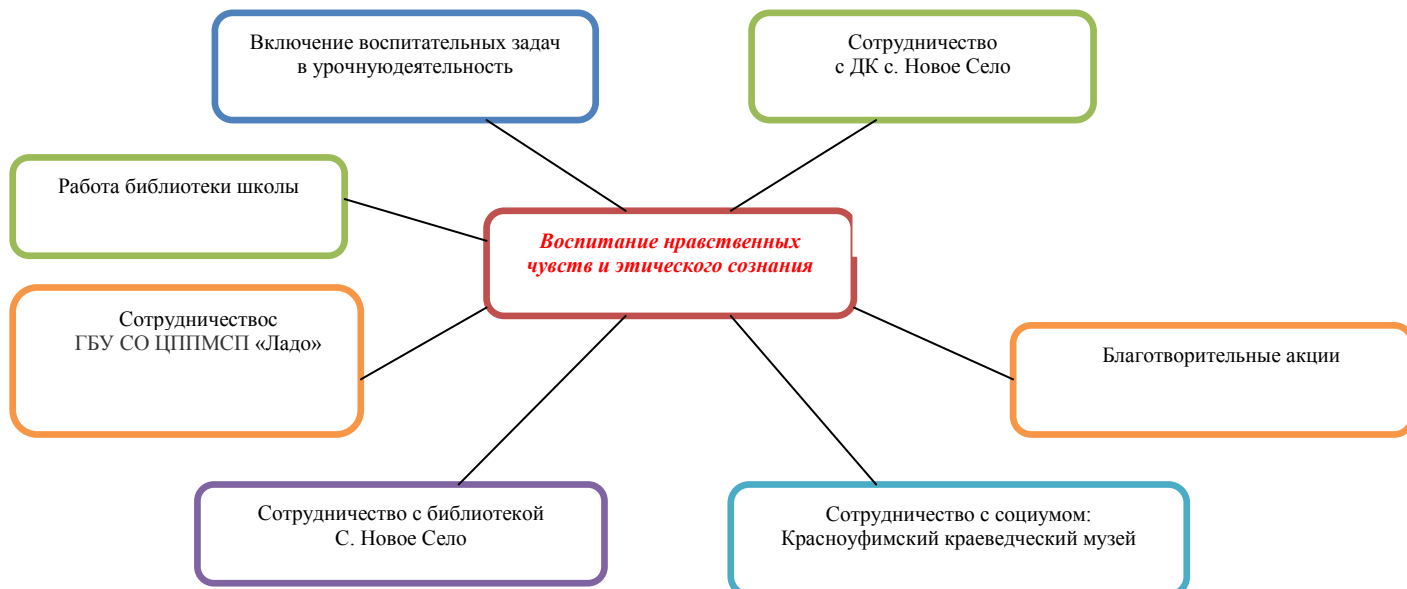 Включение воспитательных задач
в урочнуюдеятельность
Сотрудничество
с ДК с. Новое Село
Работа библиотеки школы
Воспитание нравственных
чувств и этического сознания
Сотрудничествос
ГБУ СО ЦППМСП «Ладо»
Благотворительные акции
Сотрудничество с библиотекой
С. Новое Село
Сотрудничество с социумом:
Красноуфимский краеведческий музей